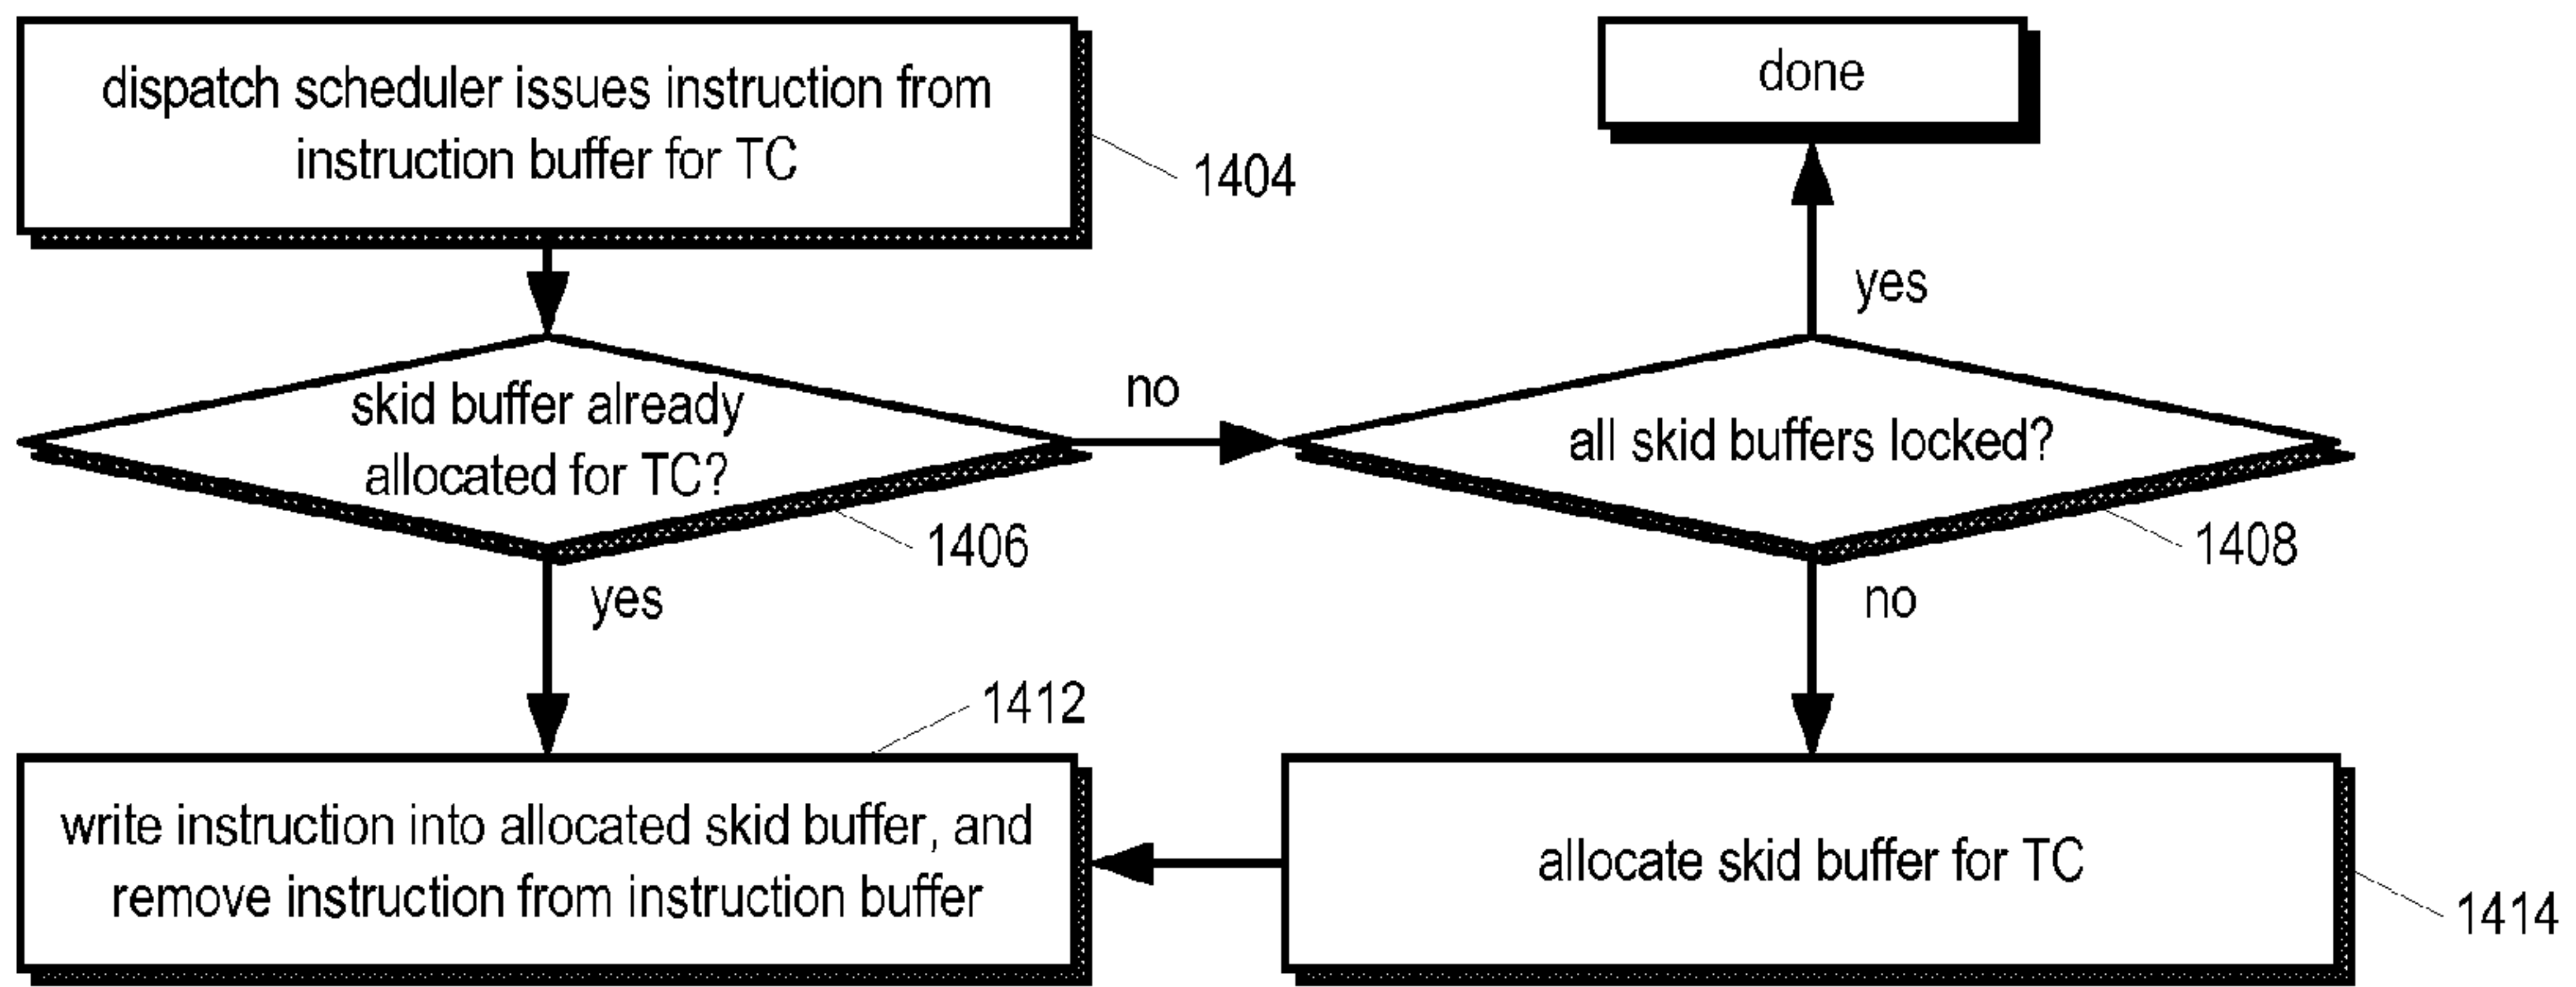 dispatch scheduler issues instruction from
instruction buffer for TC
1404
done
yes
skid buffer already
allocated for TC?
no
1406
yes
all skid buffers locked?
1408
no
1412
write instruction into allocated skid buffer, and
remove instruction from instruction buffer
allocate skid buffer for TC
1414